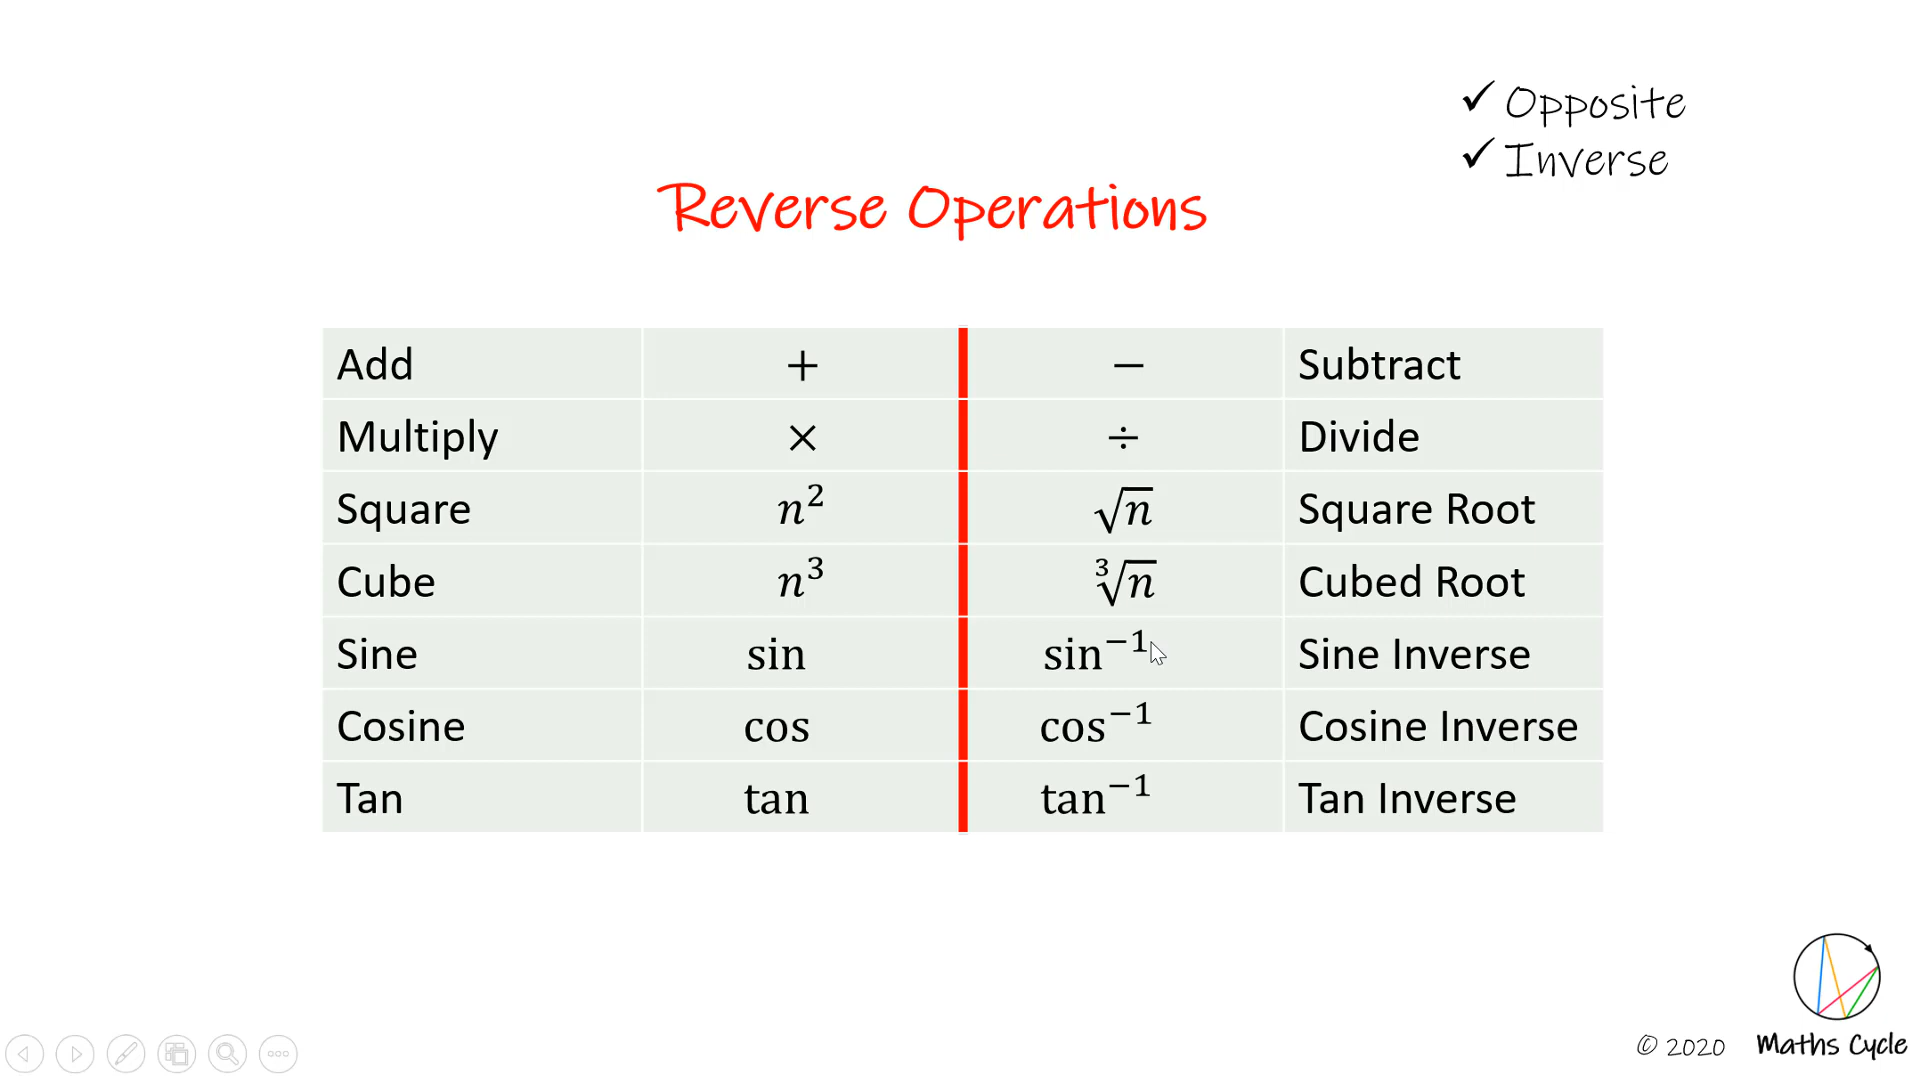 ✓ Opposite
✓ Inverse
Reverse Operations
Add + − Subtract
Multiply × ÷ Divide
Square n² √n Square Root
Cube n³ ³√n Cubed Root
Sine sin sin⁻¹ Sine Inverse
Cosine cos cos⁻¹ Cosine Inverse
Tan tan tan⁻¹ Tan Inverse
© 2020 Maths Cycle